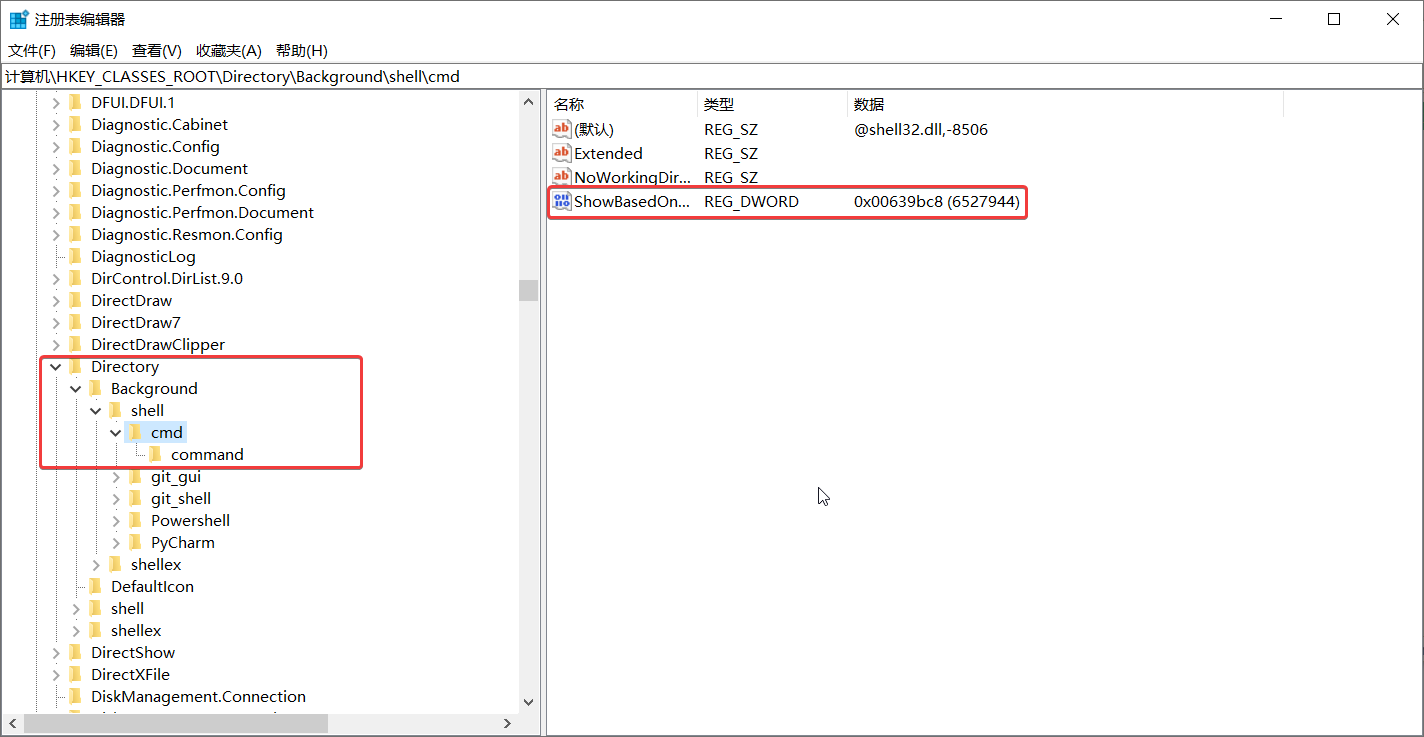 注册表编辑器
文件(F) 编辑(E) 查看(V) 收藏夹(A) 帮助(H)
计算机\HKEY_CLASSES_ROOT\Directory\Background\shell\cmd
DFUI.DFUI.1
Diagnostic.Cabinet
Diagnostic.Config
Diagnostic.Document
Diagnostic.Perfmon.Config
Diagnostic.Perfmon.Document
Diagnostic.Resmon.Config
DiagnosticLog
DirControl.DirList.9.0
DirectDraw
DirectDraw7
DirectDrawClipper
Directory
Background
shell
cmd
command
git_gui
git_shell
Powershell
PyCharm
shellex
DefaultIcon
shell
shellex
DirectShow
DirectXFile
DiskManagement.Connection
名称 类型 数据
ab (默认) REG_SZ @shell32.dll,-8506
ab Extended REG_SZ
ab NoWorkingDir... REG_SZ
ShowBasedOn... REG_DWORD 0x00639bc8 (6527944)